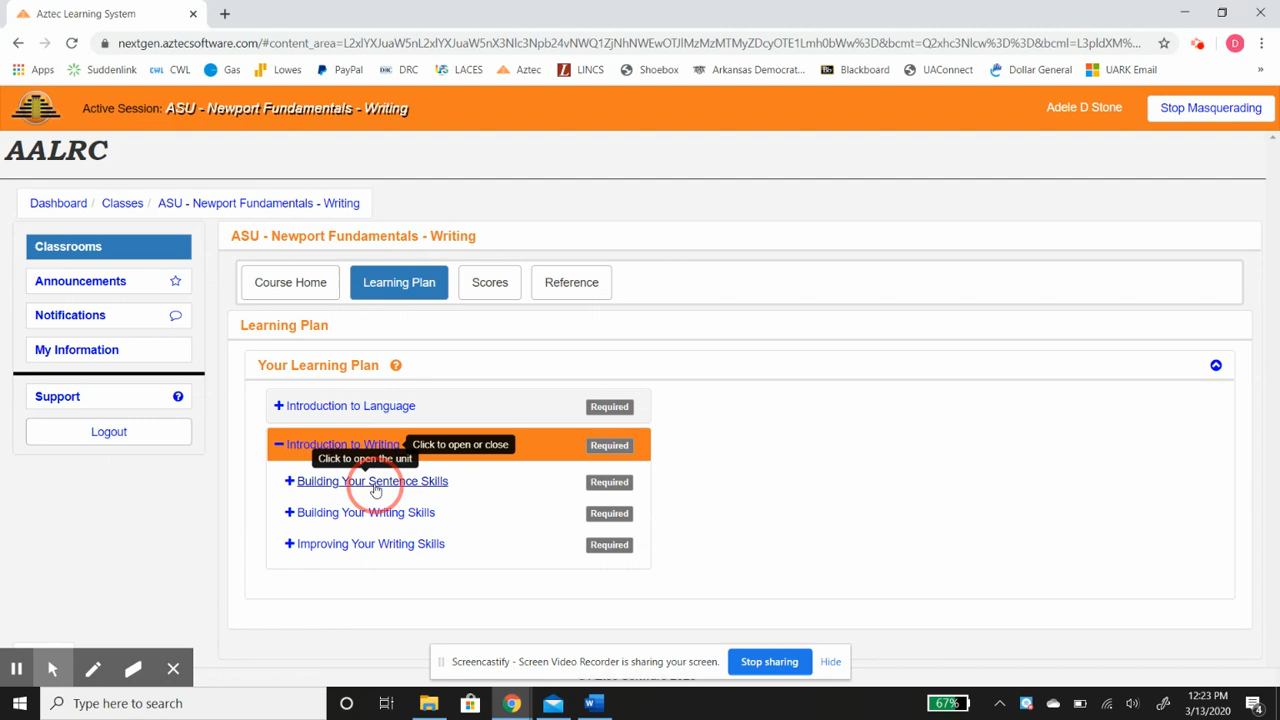 Aztec Learning System
nextgen.aztecsoftware.com/#content_area=L2xlYXJuaW5nL2xlYXJuaW5nX3Nlc3Npb24vNWQ1ZjNhNWEwOTJlMzMzMTMyZDcyOTE1Lmh0bWw%3D&bcmt=Q2xhc3Nlcw%3D%3D&bcml=L3pldXM%...
Apps Suddenlink CWL CWL Gas Lowes PayPal DRC DRC LACES Aztec LINCS Shoebox Arkansas Democrat... Bb Blackboard UAConnect Dollar General UARK Email »
Active Session: ASU - Newport Fundamentals - Writing Adele D Stone Stop Masquerading
AALRC
Dashboard / Classes / ASU - Newport Fundamentals - Writing
Classrooms
Announcements
Notifications
My Information
Support
Logout
ASU - Newport Fundamentals - Writing
Course Home Learning Plan Scores Reference
Learning Plan
Your Learning Plan
Introduction to Language Required
Introduction to Writing Click to open or close Required
Click to open the unit
Building Your Sentence Skills Required
Building Your Writing Skills Required
Improving Your Writing Skills Required
Screencastify - Screen Video Recorder is sharing your screen. Stop sharing Hide
Type here to search
67%
12:23 PM
3/13/2020
4